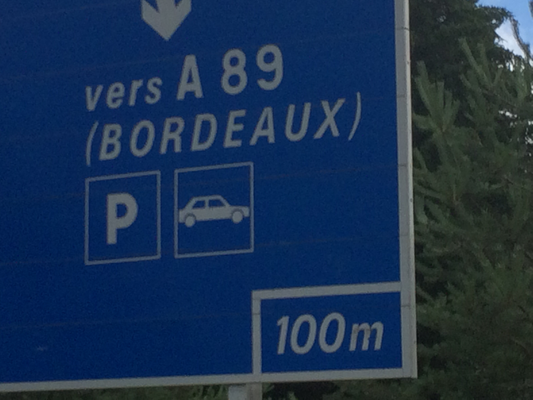 vers A 89
(BORDEAUX)
P
100m